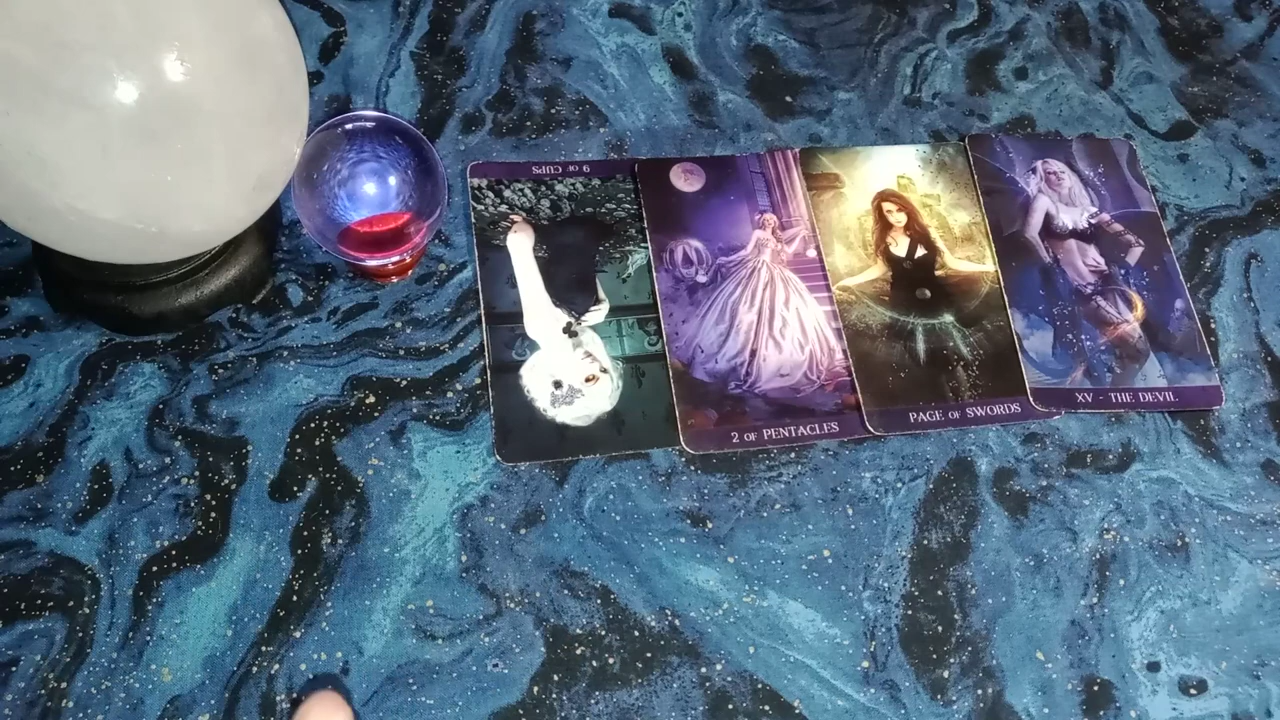 9 OF CUPS
2 OF PENTACLES
PAGE OF SWORDS
XV - THE DEVIL